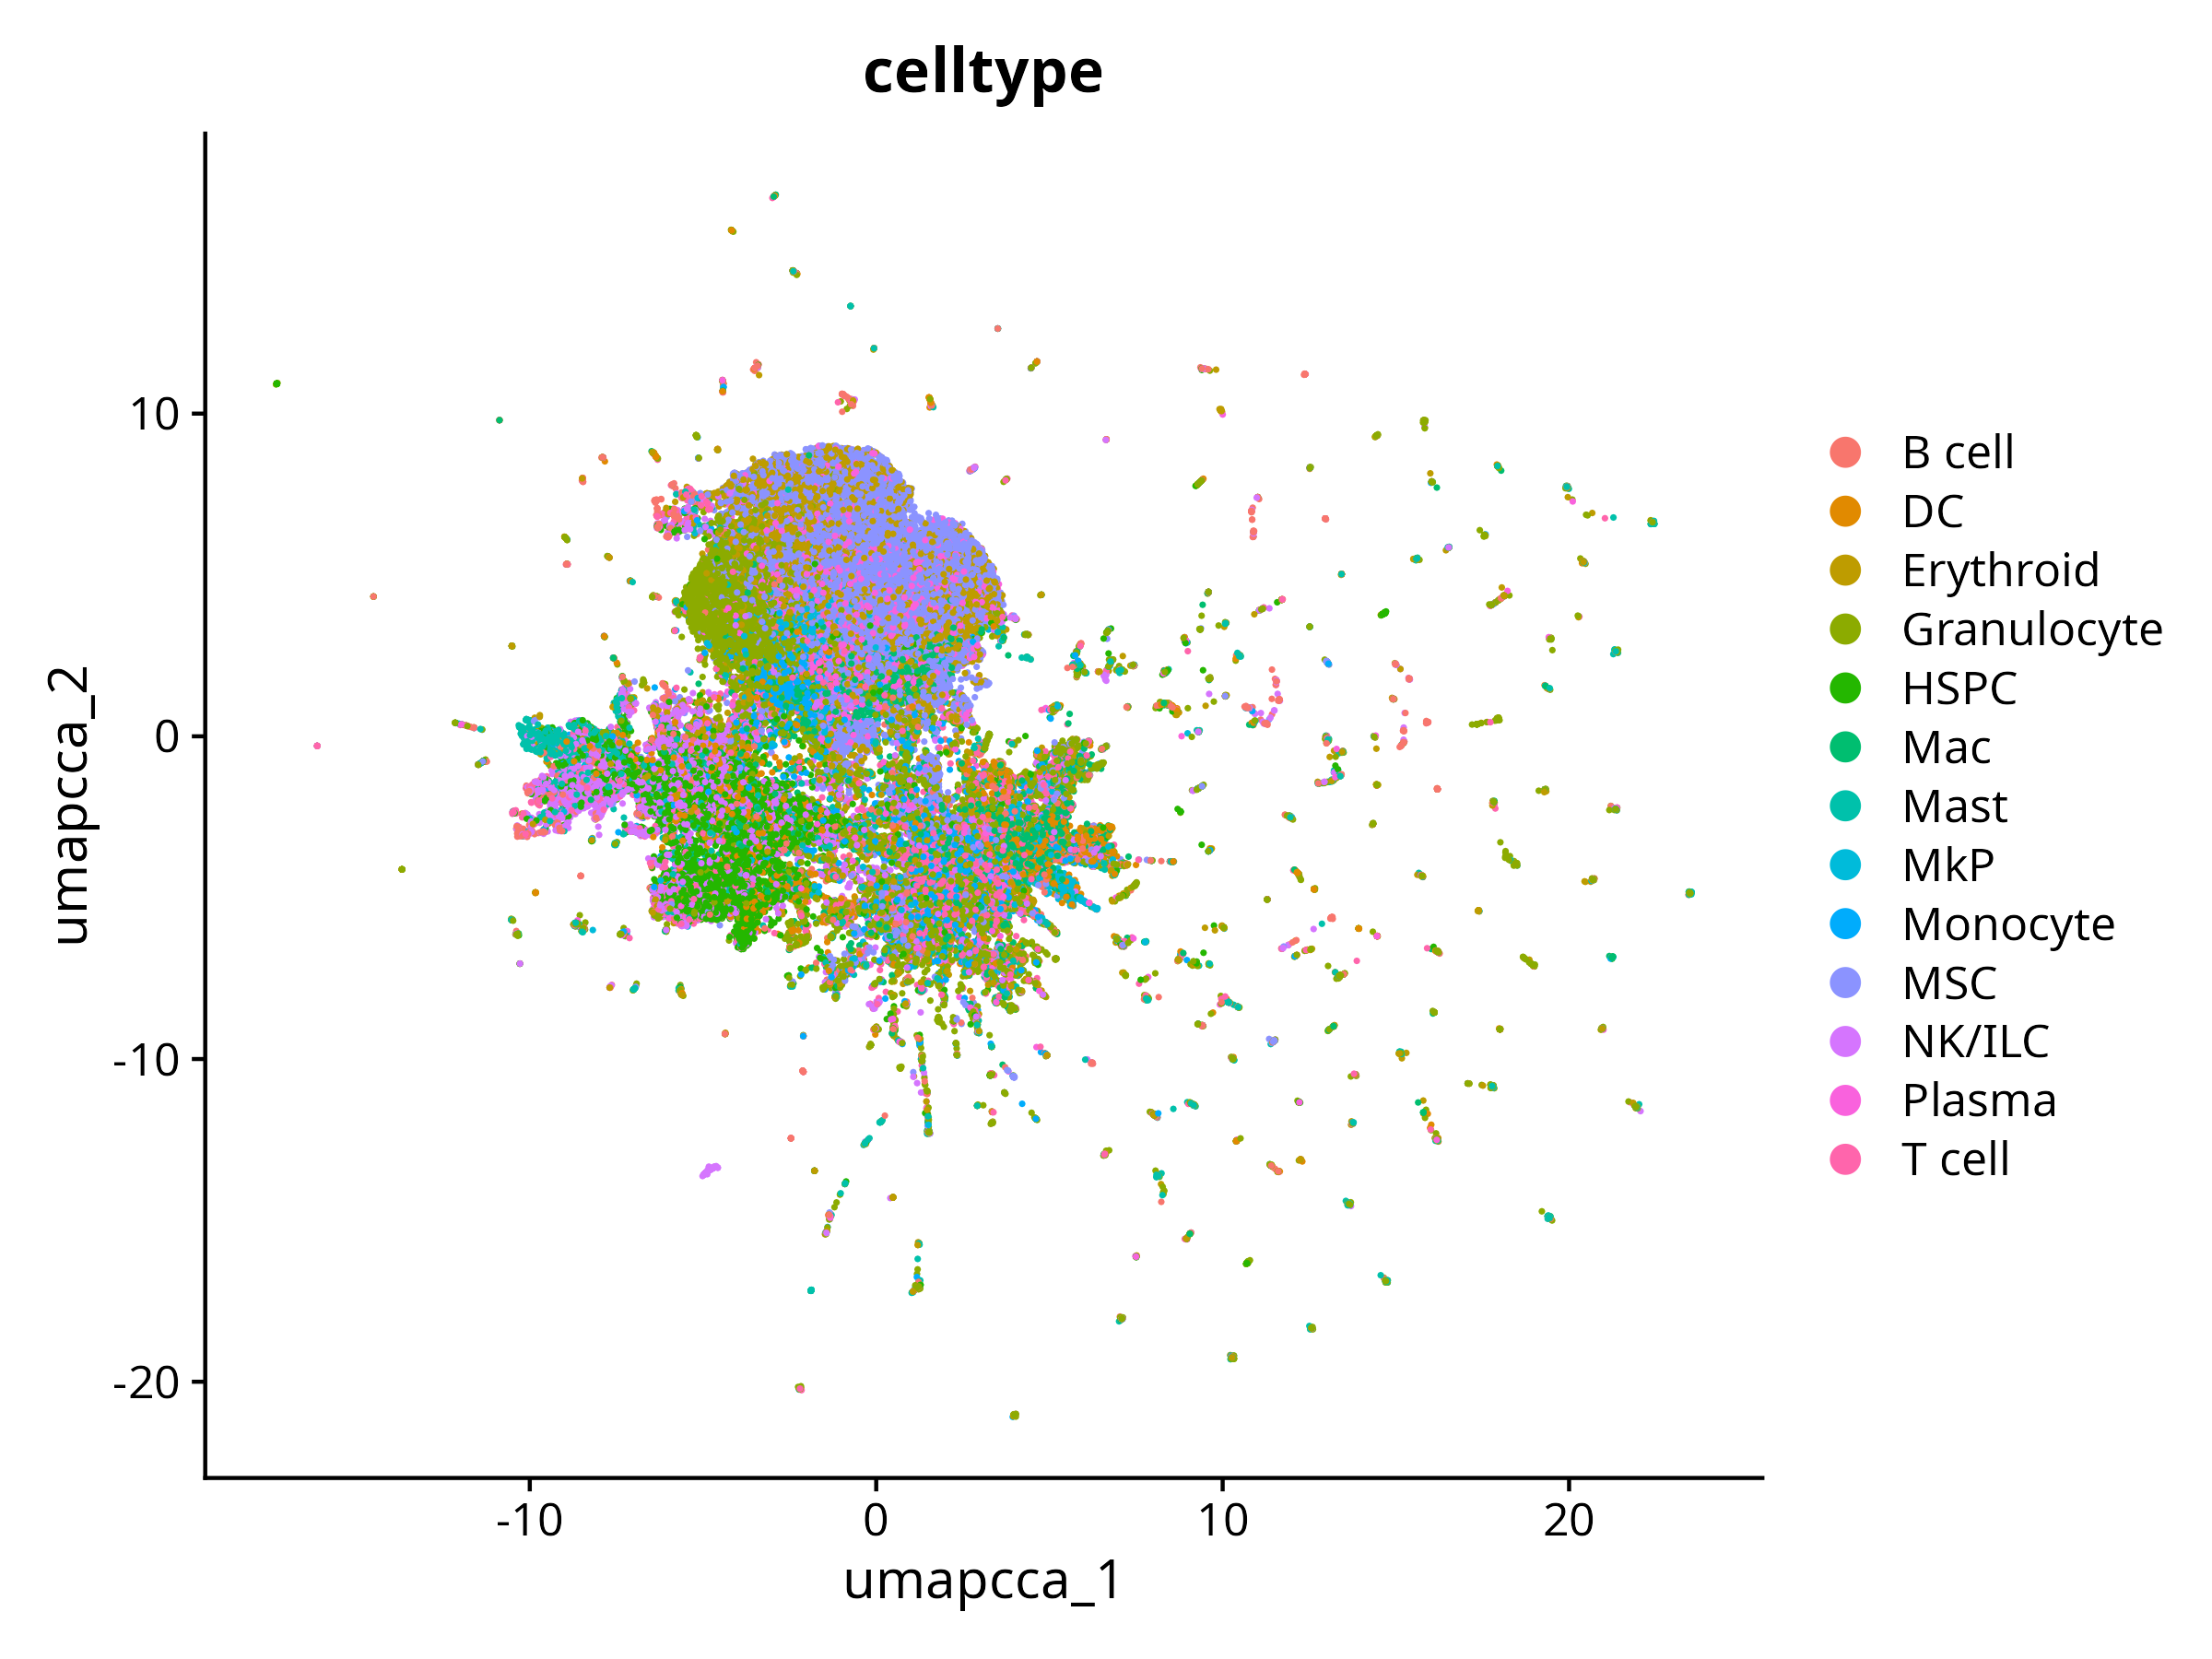 celltype
umapcca_2
10
0
-10
-20
-10
0
10
20
umapcca_1
B cell
DC
Erythroid
Granulocyte
HSPC
Mac
Mast
MkP
Monocyte
MSC
NK/ILC
Plasma
T cell